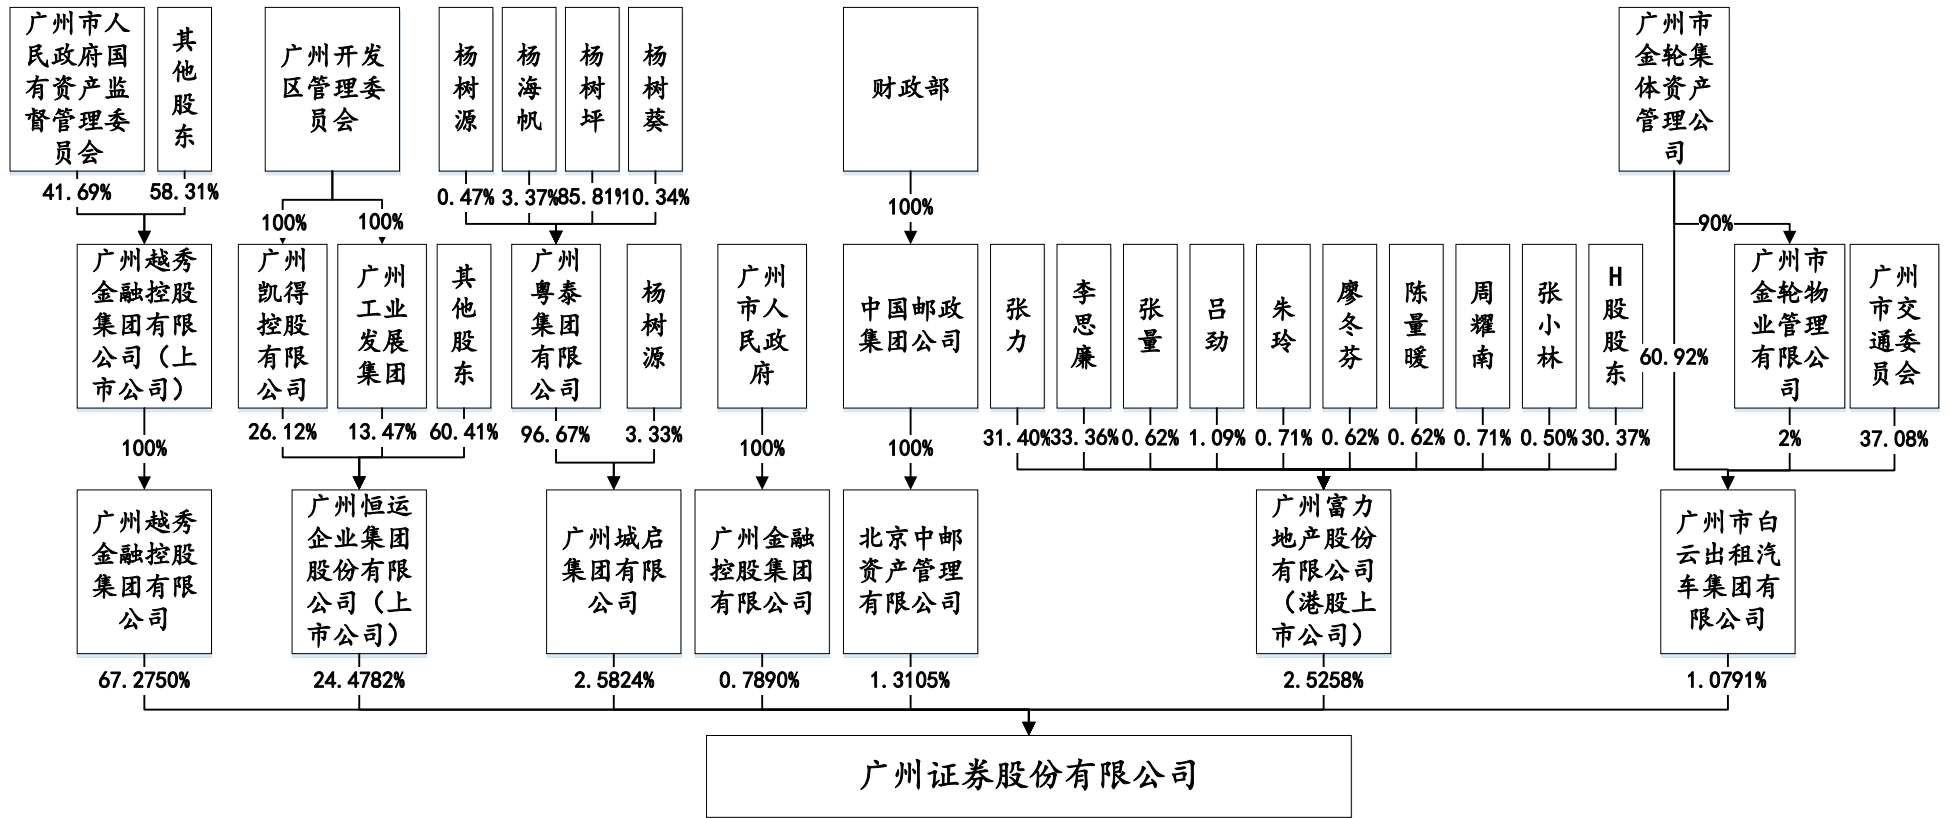 广州市人
民政府国
有资产监
督管理委
员会
其
他
股
东
广州开发
区管理委
员会
杨
树
源
杨
海
帆
杨
树
坪
杨
树
葵
财政部
广州市
金轮集
体资产
管理公
司
41.69%
58.31%
0.47%
3.37%
85.81%
10.34%
100%
100%
100%
90%
广州越秀
金融控股
集团有限
公司（上
市公司）
广州
凯得
控股
有限
公司
广州
工业
发展
集团
其
他
股
东
广州
粤泰
集团
有限
公司
杨
树
源
广州
市人
民政
府
中国邮政
集团公司
张
力
李
思
廉
张
量
吕
劲
朱
玲
廖
冬
芬
陈
量
暖
周
耀
南
张
小
林
H
股
股
东
60.92%
广州市
金轮物
业管理
有限公
司
广州
市交
通委
员会
100%
26.12%
13.47%
60.41%
96.67%
3.33%
100%
100%
31.40%
33.36%
0.62%
1.09%
0.71%
0.62%
0.62%
0.71%
0.50%
30.37%
2%
37.08%
广州越秀
金融控股
集团有限
公司
广州恒运
企业集团
股份有限
公司（上
市公司）
广州城启
集团有限
公司
广州金融
控股集团
有限公司
北京中邮
资产管理
有限公司
广州富力
地产股份
有限公司
（港股上
市公司）
广州市白
云出租汽
车集团有
限公司
67.2750%
24.4782%
2.5824%
0.7890%
1.3105%
2.5258%
1.0791%
广州证券股份有限公司